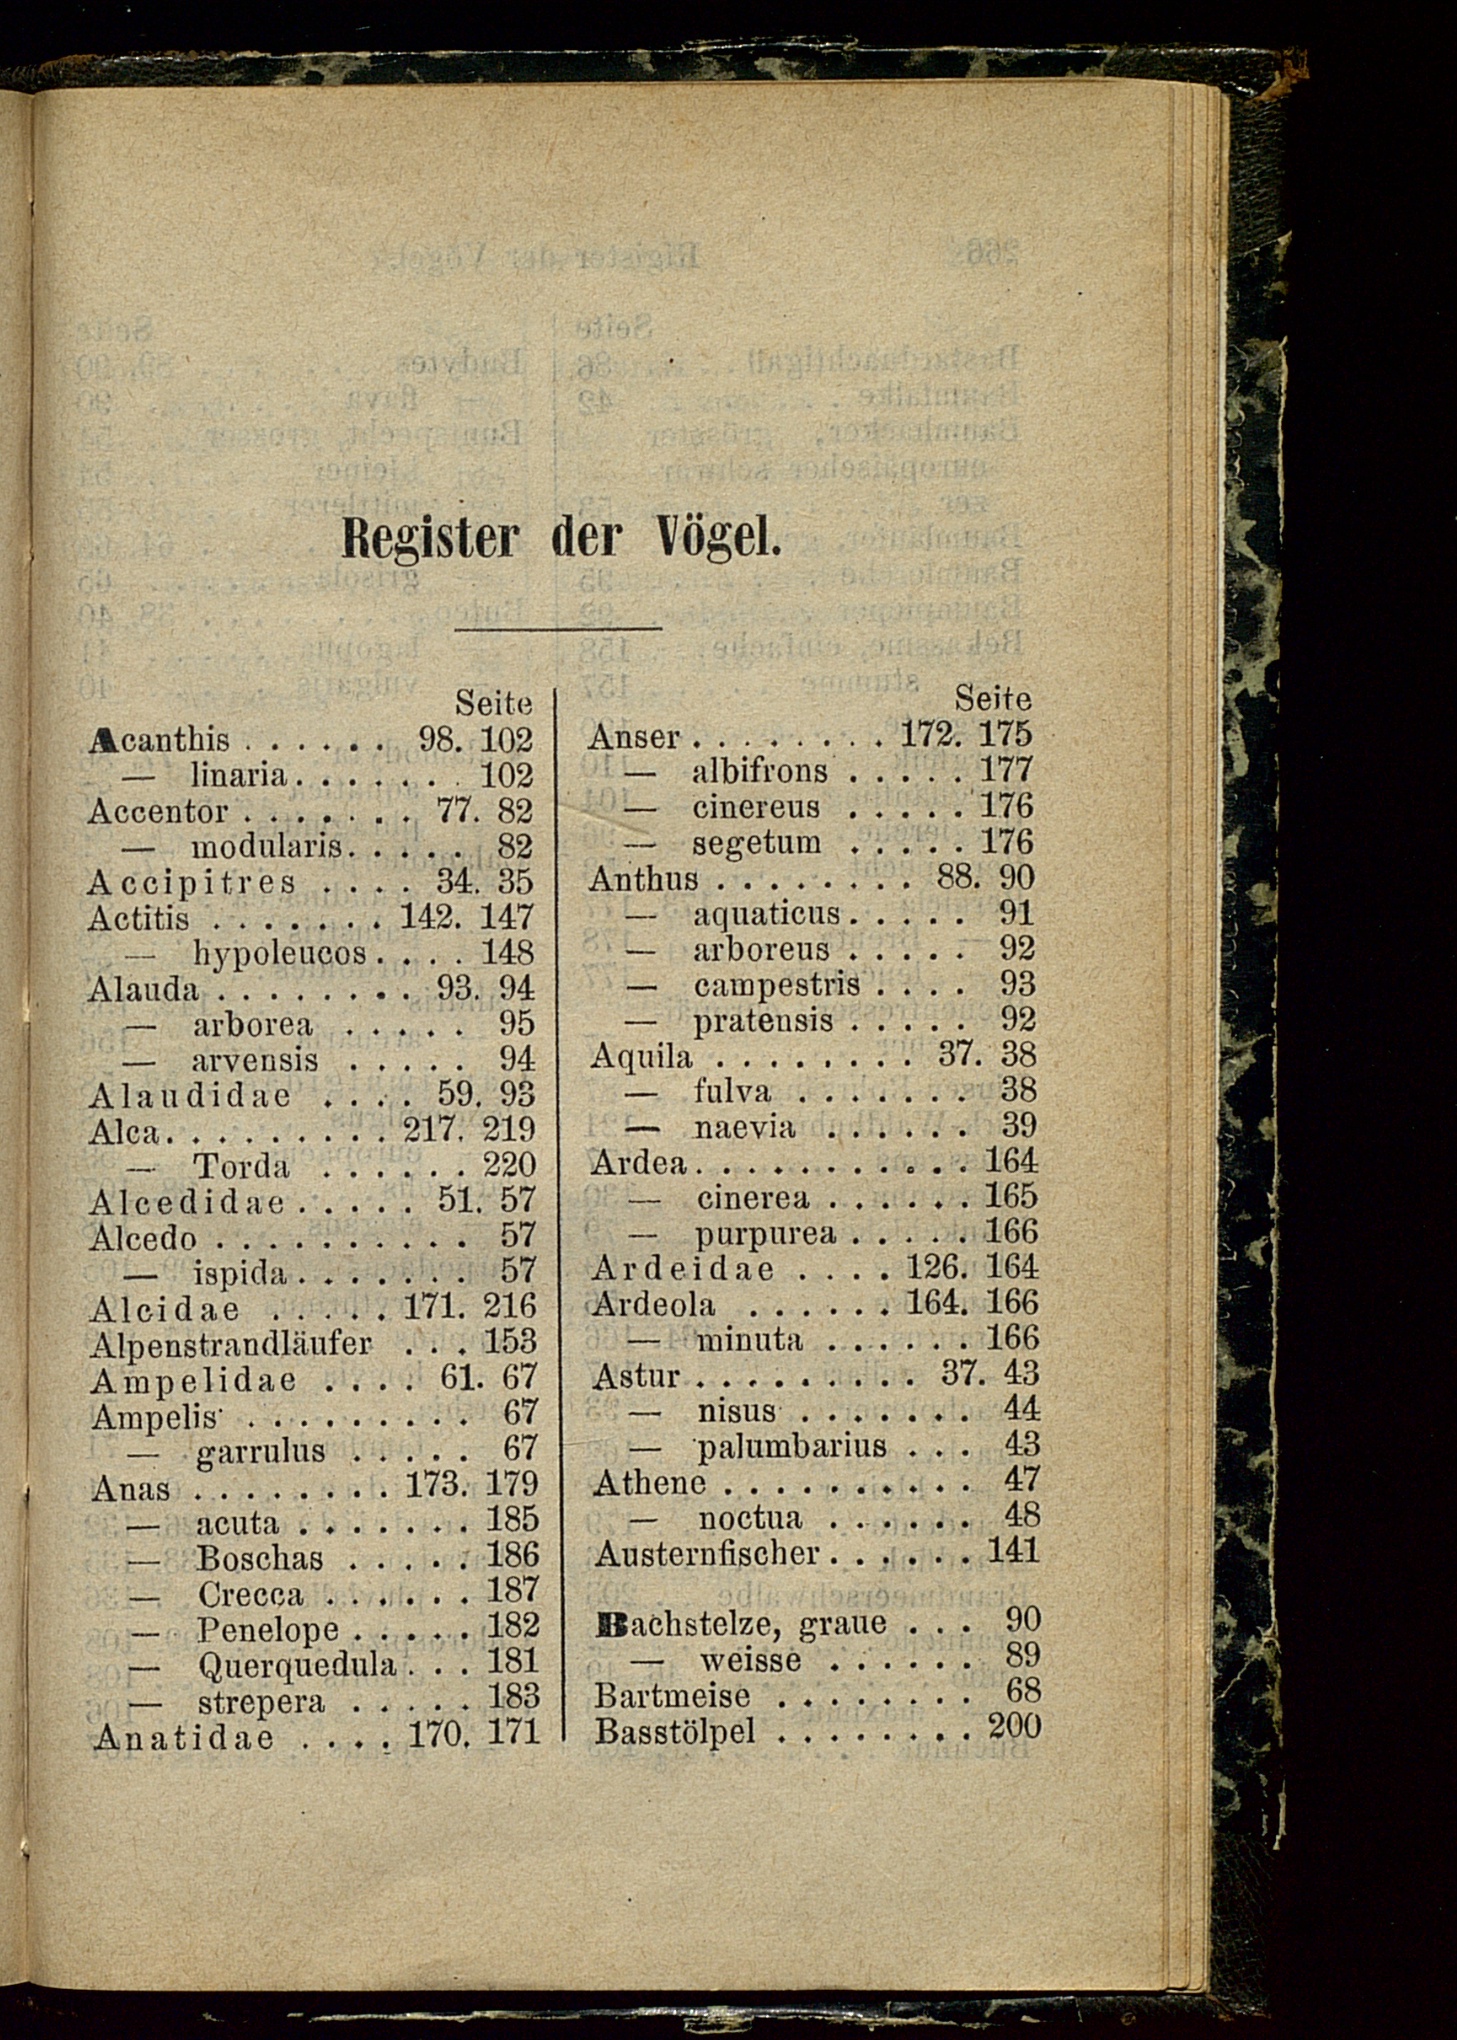 Register der Vögel.
Seite
Acanthis . . . . . . 98. 102
— linaria . . . . . . . 102
Accentor . . . . . . . 77. 82
— modularis . . . . . 82
Accipitres . . . . 34. 35
Actitis . . . . . . . 142. 147
— hypoleucos . . . . 148
Alauda . . . . . . . . 93. 94
— arborea . . . . . 95
— arvensis . . . . . 94
Alaudidae . . . . 59. 93
Alca . . . . . . . . . 217. 219
— Torda . . . . . . 220
Alcedidae . . . . . 51. 57
Alcedo . . . . . . . . . . 57
— ispida . . . . . . . 57
Alcidae . . . . . 171. 216
Alpenstrandläufer . . . 153
Ampelidae . . . . 61. 67
Ampelis . . . . . . . . . 67
— garrulus . . . . . 67
Anas . . . . . . . . 173. 179
— acuta . . . . . . . 185
— Boschas . . . . . 186
— Crecca . . . . . . 187
— Penelope . . . . . 182
— Querquedula . . . 181
— strepera . . . . . 183
Anatidae . . . . 170. 171
Seite
Anser . . . . . . . . 172. 175
— albifrons . . . . . 177
— cinereus . . . . . 176
— segetum . . . . . 176
Anthus . . . . . . . . 88. 90
— aquaticus . . . . . 91
— arboreus . . . . . 92
— campestris . . . . 93
— pratensis . . . . . 92
Aquila . . . . . . . . 37. 38
— fulva . . . . . . . 38
— naevia . . . . . . 39
Ardea . . . . . . . . . . . 164
— cinerea . . . . . . 165
— purpurea . . . . . 166
Ardeidae . . . . 126. 164
Ardeola . . . . . . 164. 166
— minuta . . . . . . 166
Astur . . . . . . . . . 37. 43
— nisus . . . . . . . 44
— palumbarius . . . 43
Athene . . . . . . . . . . 47
— noctua . . . . . . 48
Austernfischer . . . . . . 141
Bachstelze, graue . . . 90
— weisse . . . . . . 89
Bartmeise . . . . . . . . 68
Basstölpel . . . . . . . . 200